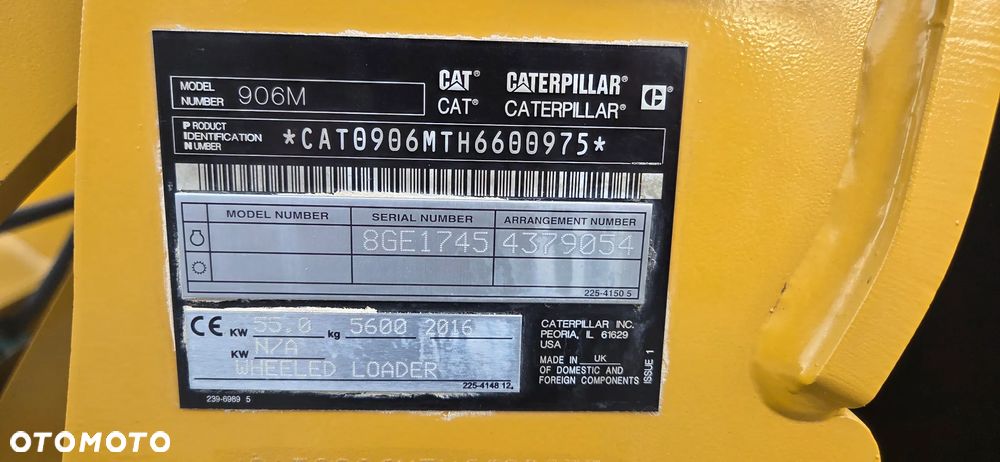 MODEL NUMBER 906M
CAT® CATERPILLAR®
CAT® CATERPILLAR®
PRODUCT IDENTIFICATION NUMBER *CAT0906MTH6600975*
MODEL NUMBER SERIAL NUMBER ARRANGEMENT NUMBER
8GE1745 4379054
225-4150 5
CE KW 55.0 kg 5600 2016
KW N/A
WHEELED LOADER
225-4148 12
CATERPILLAR INC.
PEORIA, IL 61629
USA
MADE IN UK
OF DOMESTIC AND
FOREIGN COMPONENTS
ISSUE 1
239-6989 5
OTOMOTO